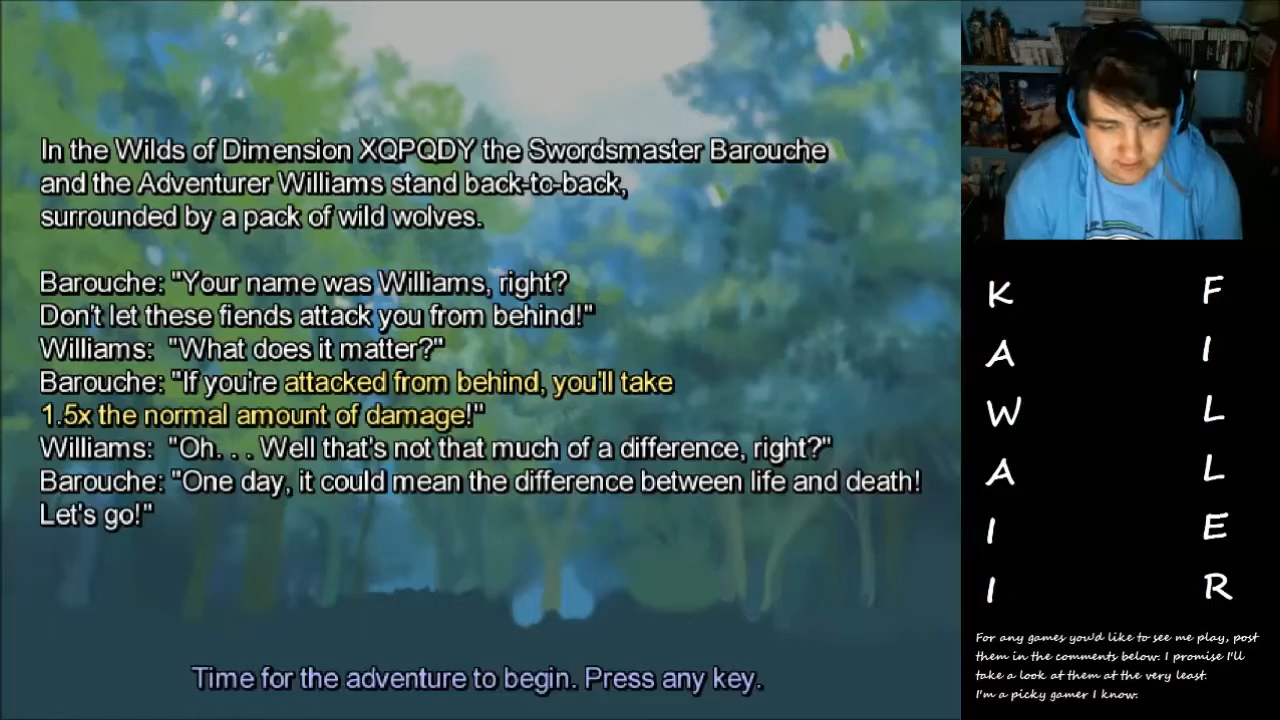 In the Wilds of Dimension XQPQDY the Swordsmaster Barouche
and the Adventurer Williams stand back-to-back,
surrounded by a pack of wild wolves.
Barouche: "Your name was Williams, right?
Don't let these fiends attack you from behind!"
Williams: "What does it matter?"
Barouche: "If you're attacked from behind, you'll take
1.5x the normal amount of damage!"
Williams: "Oh. . . Well that's not that much of a difference, right?"
Barouche: "One day, it could mean the difference between life and death!
Let's go!"
Time for the adventure to begin. Press any key.
K
A
W
A
I
I
F
I
L
L
E
R
For any games you'd like to see me play, post
them in the comments below. I promise I'll
take a look at them at the very least.
I'm a picky gamer I know.